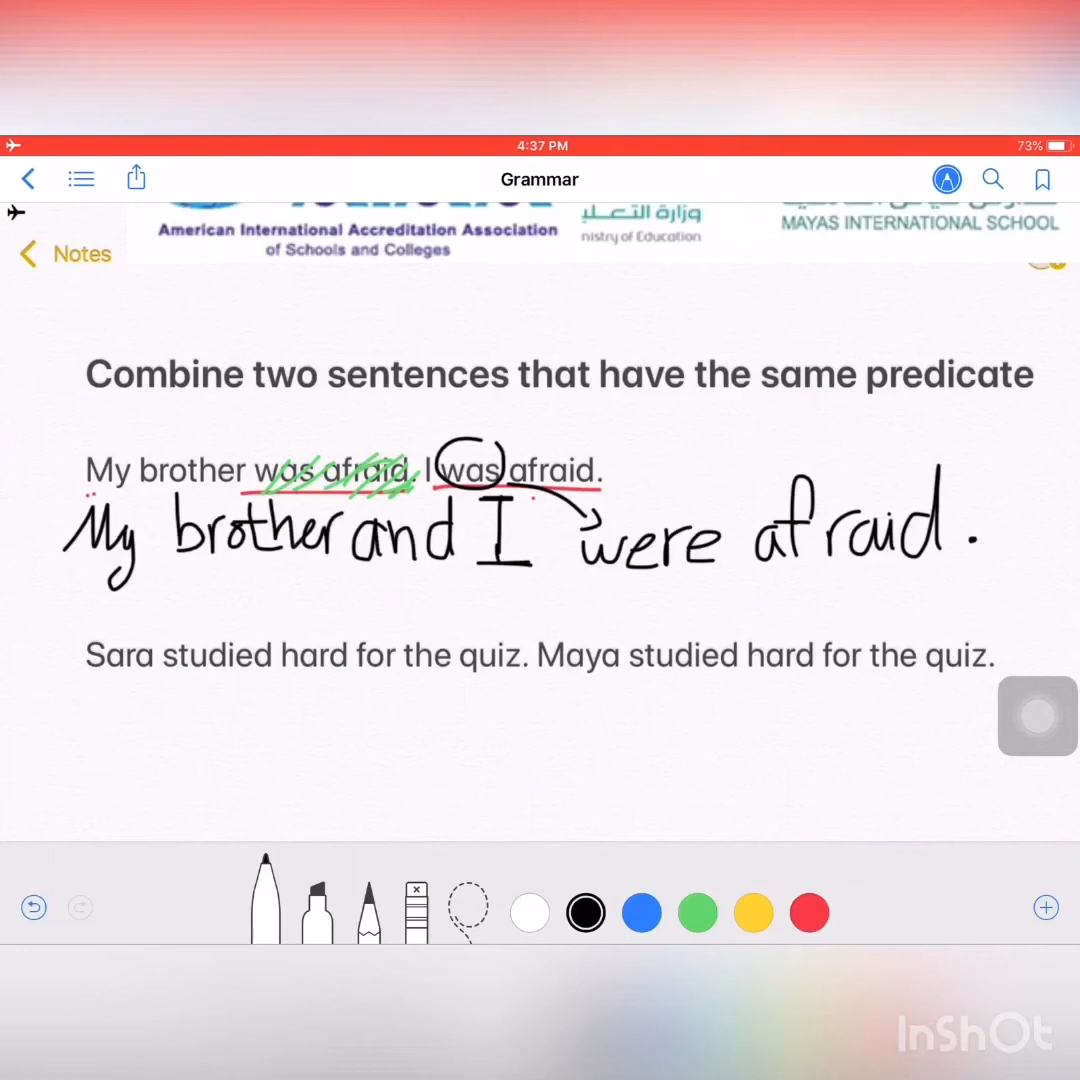 4:37 PM
73%
Grammar
American International Accreditation Association
of Schools and Colleges
وزارة التعليم
nistry of Education
MAYAS INTERNATIONAL SCHOOL
Notes
Combine two sentences that have the same predicate
My brother was afraid. I was afraid.
My brother and I were afraid.
Sara studied hard for the quiz. Maya studied hard for the quiz.
InShOt